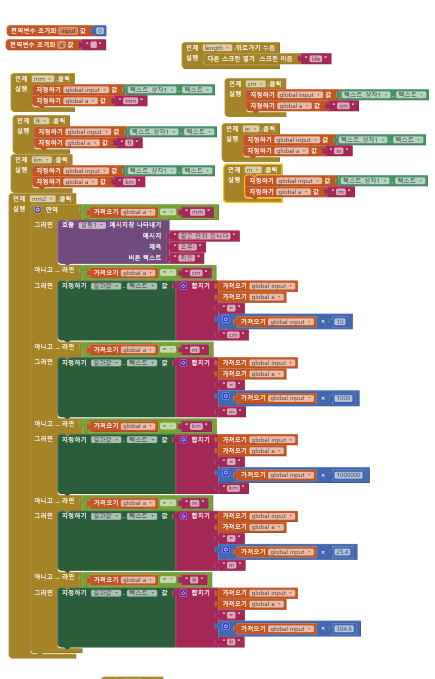 전역변수 초기화 input 값 0
전역변수 초기화 a 값 " "
언제 length .뒤로가기 누름
실행 다른 스크린 열기 스크린 이름 " life "
언제 mm .클릭
실행 지정하기 global input 값 텍스트_상자1 . 텍스트
지정하기 global a 값 " mm "
언제 cm .클릭
실행 지정하기 global input 값 텍스트_상자1 . 텍스트
지정하기 global a 값 " cm "
언제 ft .클릭
실행 지정하기 global input 값 텍스트_상자1 . 텍스트
지정하기 global a 값 " ft "
언제 in .클릭
실행 지정하기 global input 값 텍스트_상자1 . 텍스트
지정하기 global a 값 " in "
언제 km .클릭
실행 지정하기 global input 값 텍스트_상자1 . 텍스트
지정하기 global a 값 " km "
언제 m .클릭
실행 지정하기 global input 값 텍스트_상자1 . 텍스트
지정하기 global a 값 " m "
언제 mm2 .클릭
실행 만약 가져오기 global a = " mm "
그러면 호출 알림1 .메시지창 나타내기
메시지 " 같은 단위 입니다 "
제목 " 오류 "
버튼 텍스트 " 확인 "
아니고 ... 라면 가져오기 global a = " cm "
그러면 지정하기 결과값 . 텍스트 값 합치기 가져오기 global input
가져오기 global a
" = "
가져오기 global input × 10
" cm "
아니고 ... 라면 가져오기 global a = " m "
그러면 지정하기 결과값 . 텍스트 값 합치기 가져오기 global input
가져오기 global a
" = "
가져오기 global input × 1000
" m "
아니고 ... 라면 가져오기 global a = " km "
그러면 지정하기 결과값 . 텍스트 값 합치기 가져오기 global input
가져오기 global a
" = "
가져오기 global input × 1000000
" km "
아니고 ... 라면 가져오기 global a = " in "
그러면 지정하기 결과값 . 텍스트 값 합치기 가져오기 global input
가져오기 global a
" = "
가져오기 global input × 25.4
" in "
아니고 ... 라면 가져오기 global a = " ft "
그러면 지정하기 결과값 . 텍스트 값 합치기 가져오기 global input
가져오기 global a
" = "
가져오기 global input × 304.8
" ft "